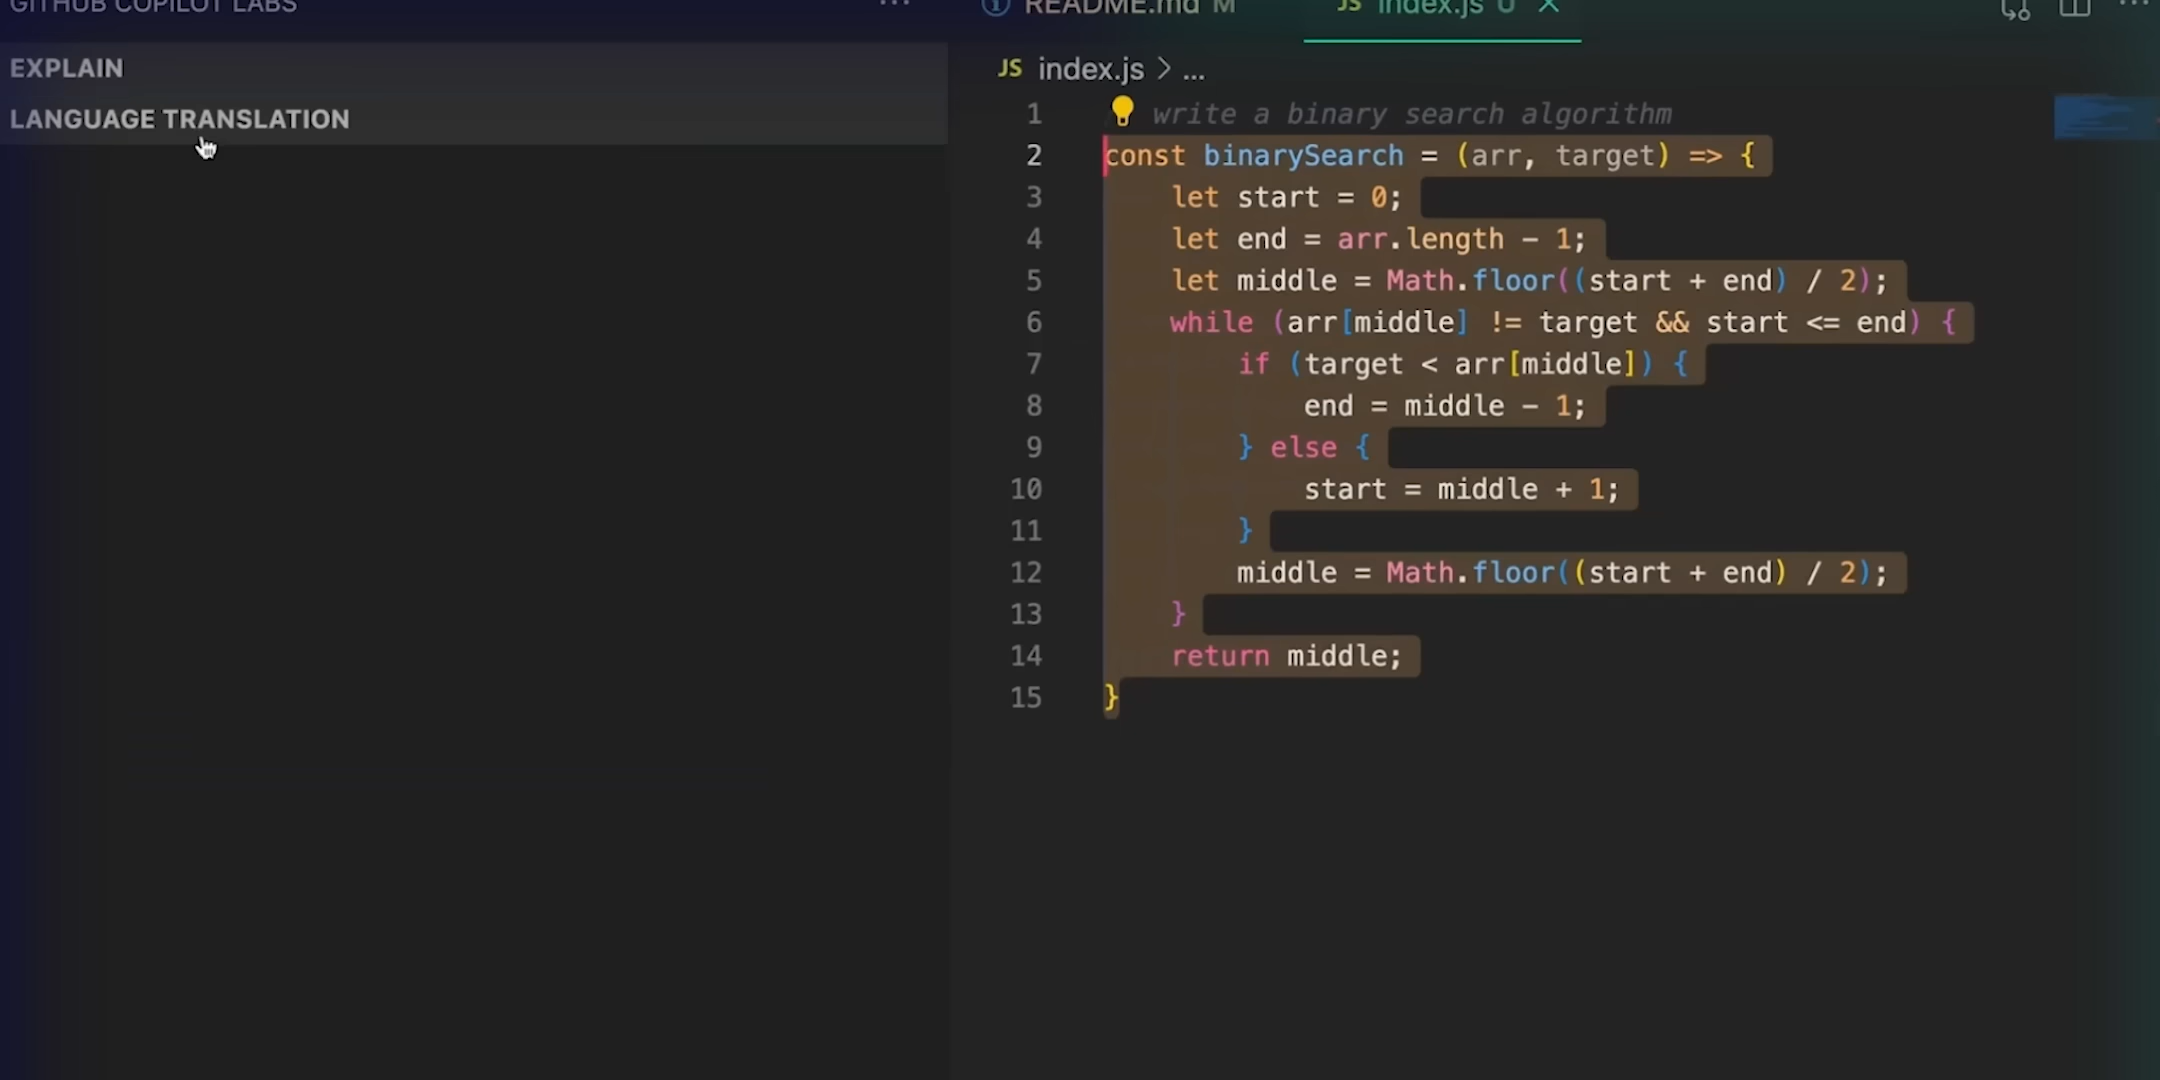 GITHUB COPILOT LABS ...
EXPLAIN
LANGUAGE TRANSLATION
README.md M
JS index.js U
JS index.js > ...
1 write a binary search algorithm
2 const binarySearch = (arr, target) => {
3 let start = 0;
4 let end = arr.length - 1;
5 let middle = Math.floor((start + end) / 2);
6 while (arr[middle] != target && start <= end) {
7 if (target < arr[middle]) {
8 end = middle - 1;
9 } else {
10 start = middle + 1;
11 }
12 middle = Math.floor((start + end) / 2);
13 }
14 return middle;
15 }